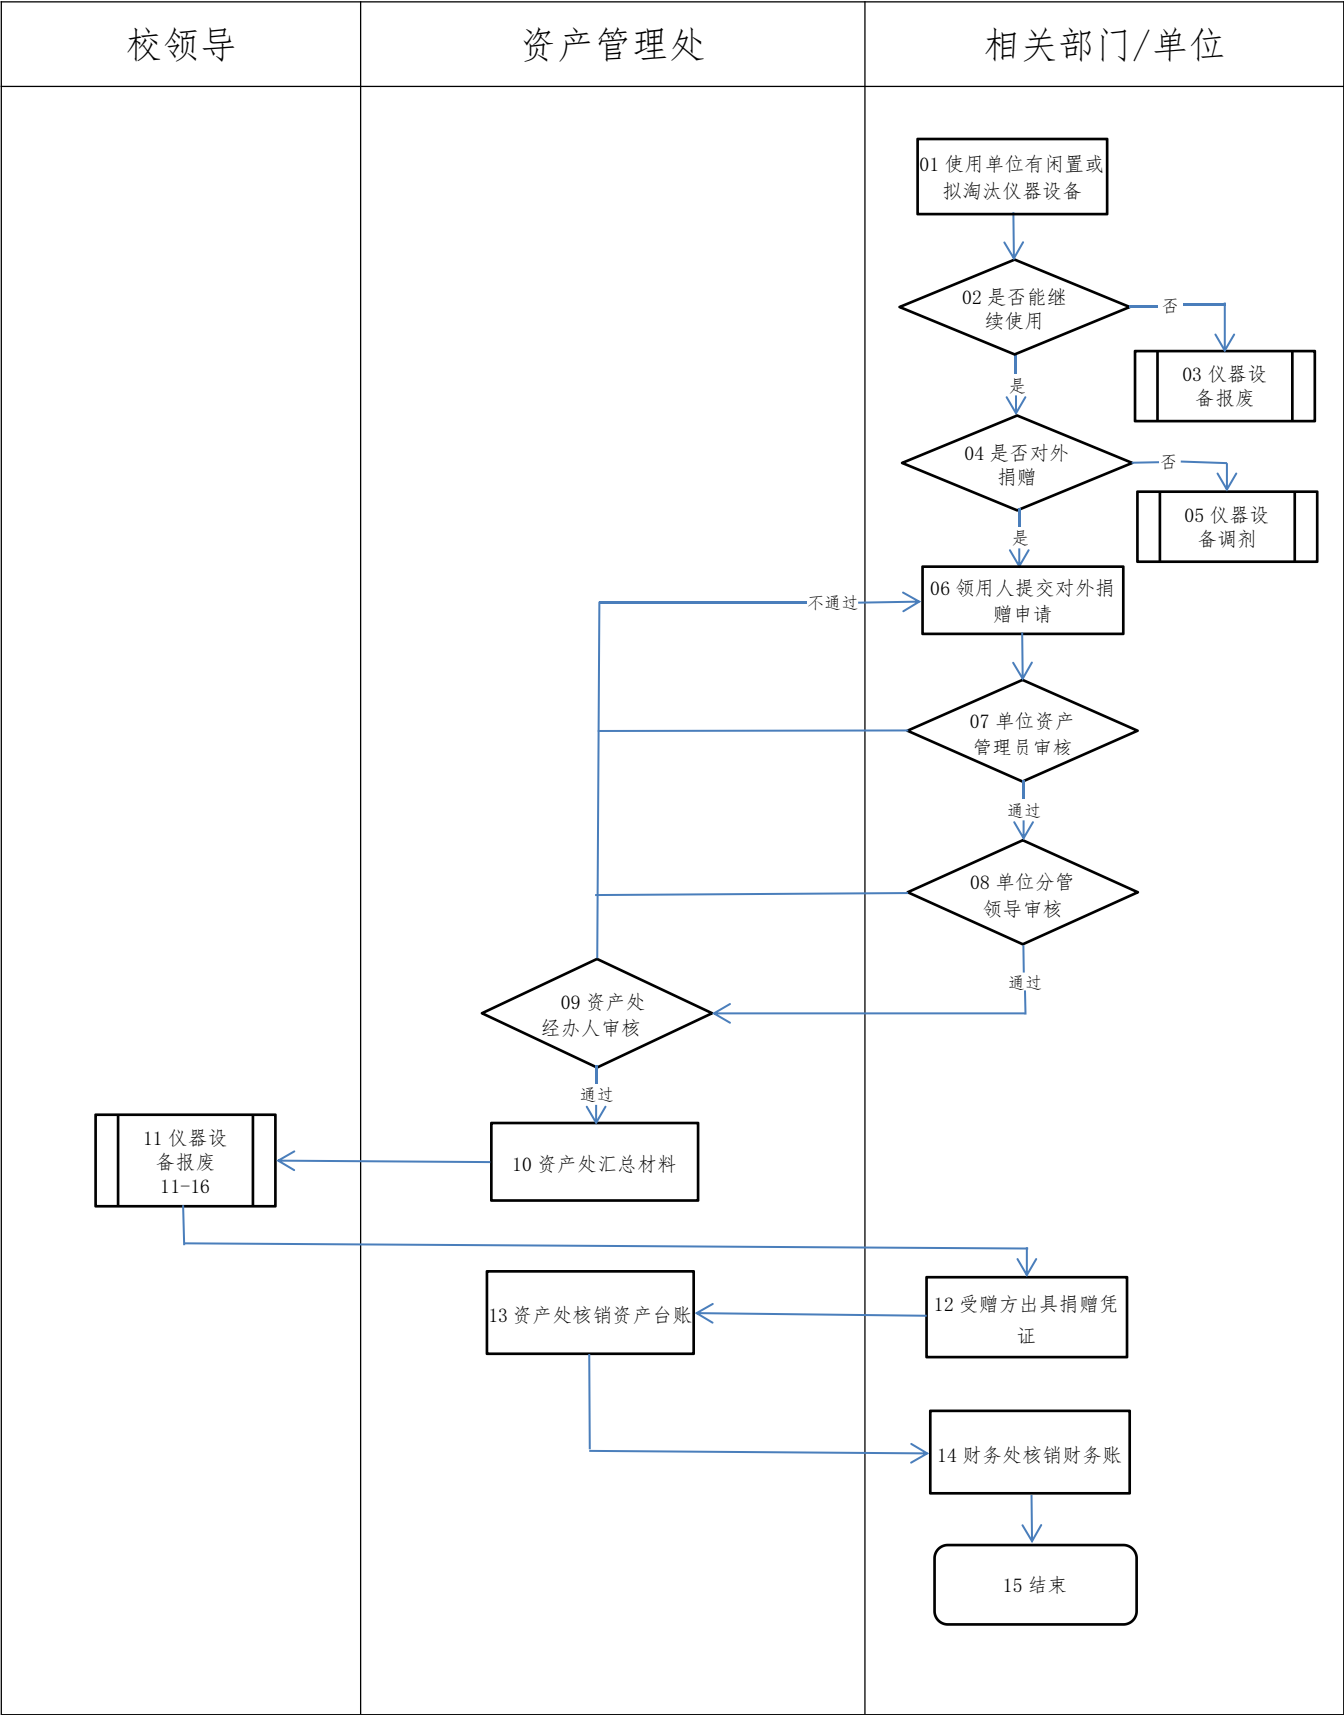 校领导
资产管理处
相关部门/单位
01 使用单位有闲置或
拟淘汰仪器设备
02 是否能继
续使用
否
03 仪器设
备报废
是
04 是否对外
捐赠
否
05 仪器设
备调剂
是
06 领用人提交对外捐
赠申请
不通过
07 单位资产
管理员审核
通过
08 单位分管
领导审核
通过
09 资产处
经办人审核
通过
10 资产处汇总材料
11 仪器设
备报废
11-16
12 受赠方出具捐赠凭
证
13 资产处核销资产台账
14 财务处核销财务账
15 结束